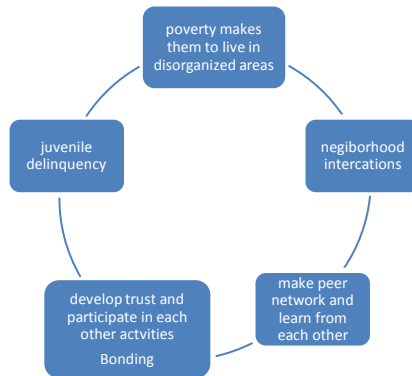 poverty makes
them to live in
disorganized areas
negiborhood
intercations
make peer
network and
learn from
each other
develop trust and
participate in each
other actvities
Bonding
juvenile
delinquency